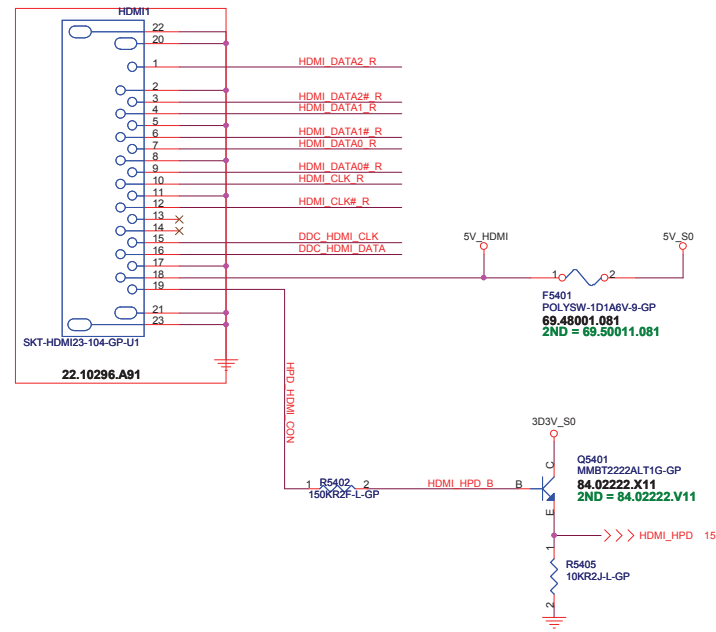 HDMI1
22
20
1
HDMI_DATA2_R
2
3
HDMI_DATA2#_R
4
HDMI_DATA1_R
5
6
HDMI_DATA1#_R
7
HDMI_DATA0_R
8
9
HDMI_DATA0#_R
10
HDMI_CLK_R
11
12
HDMI_CLK#_R
13
14
15
DDC_HDMI_CLK
16
DDC_HDMI_DATA
17
18
19
21
23
SKT-HDMI23-104-GP-U1
22.10296.A91
5V_HDMI
5V_S0
1
2
F5401
POLYSW-1D1A6V-9-GP
69.48001.081
2ND = 69.50011.081
HPD_HDMI_CON
1
R5402
2
150KR2F-L-GP
HDMI_HPD_B
B
3D3V_S0
C
Q5401
MMBT2222ALT1G-GP
84.02222.X11
2ND = 84.02222.V11
E
HDMI_HPD 15
1
R5405
10KR2J-L-GP
2